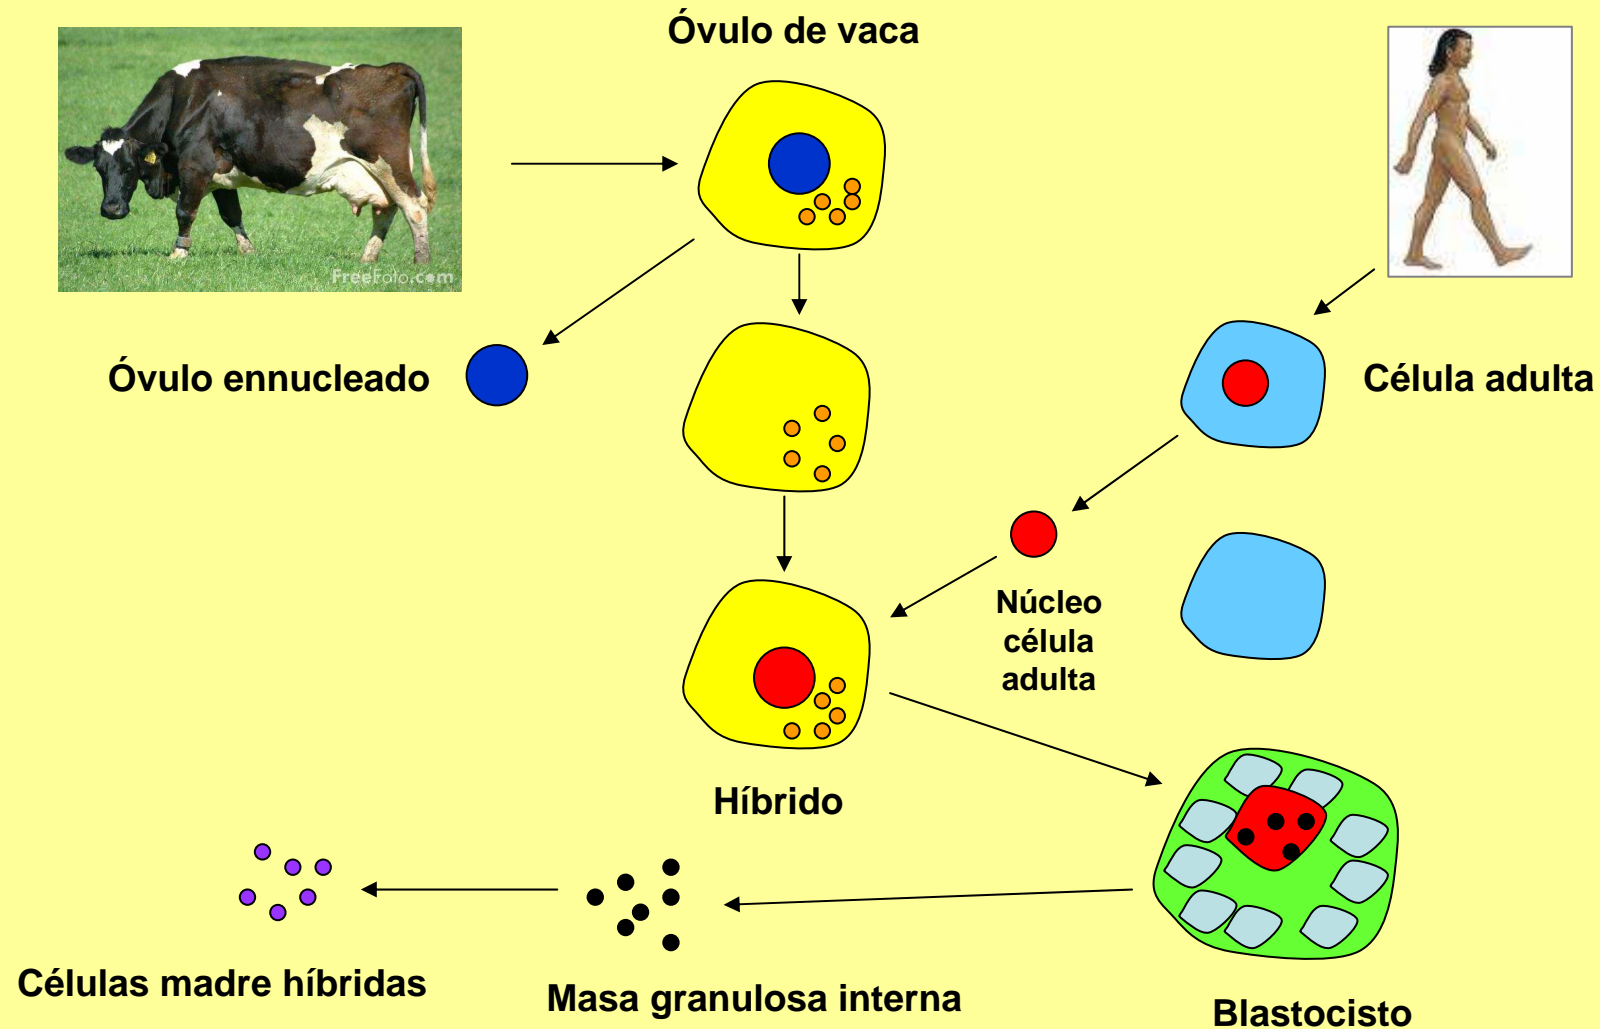 Óvulo de vaca
FreeFoto.com
Óvulo ennucleado
Célula adulta
Núcleo
célula
adulta
Híbrido
Células madre híbridas
Masa granulosa interna
Blastocisto